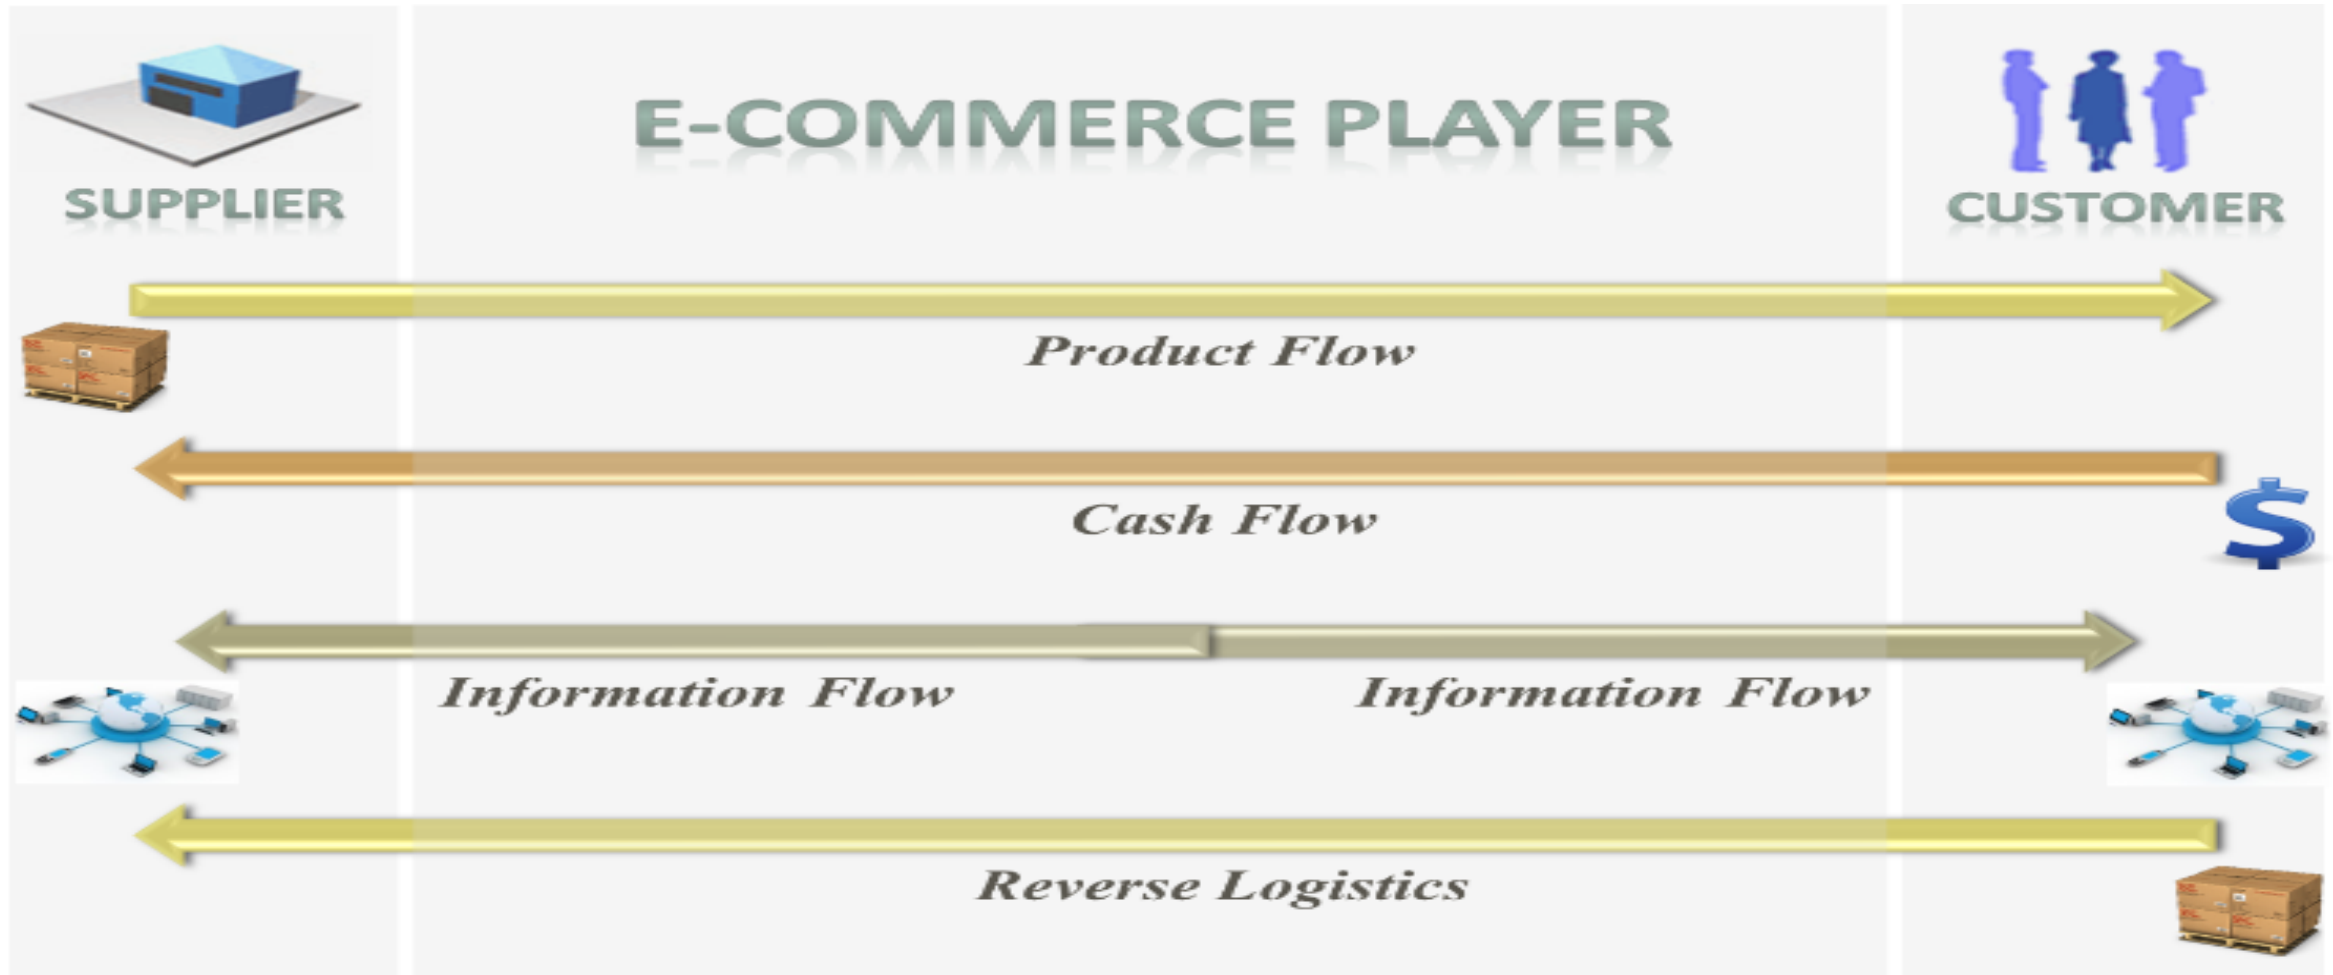 E-COMMERCE PLAYER
SUPPLIER
CUSTOMER
Product Flow
Cash Flow
$
Information Flow
Information Flow
Reverse Logistics